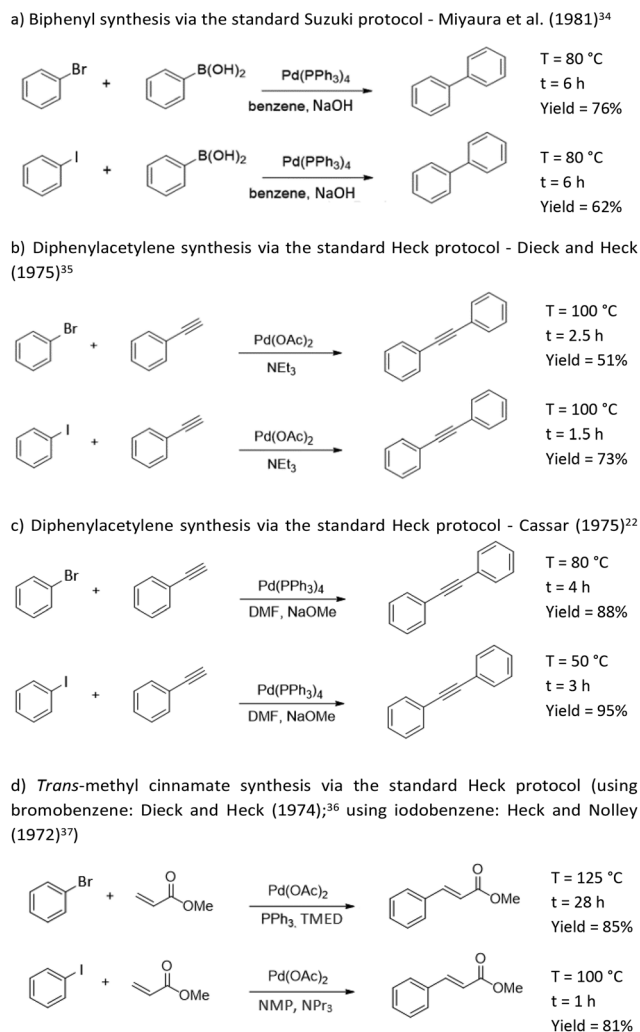 a) Biphenyl synthesis via the standard Suzuki protocol - Miyaura et al. (1981)³⁴
Br + B(OH)₂ Pd(PPh₃)₄ T = 80 °C
benzene, NaOH t = 6 h
Yield = 76%
I + B(OH)₂ Pd(PPh₃)₄ T = 80 °C
benzene, NaOH t = 6 h
Yield = 62%
b) Diphenylacetylene synthesis via the standard Heck protocol - Dieck and Heck
(1975)³⁵
Br + Pd(OAc)₂ T = 100 °C
NEt₃ t = 2.5 h
Yield = 51%
I + Pd(OAc)₂ T = 100 °C
NEt₃ t = 1.5 h
Yield = 73%
c) Diphenylacetylene synthesis via the standard Heck protocol - Cassar (1975)²²
Br + Pd(PPh₃)₄ T = 80 °C
DMF, NaOMe t = 4 h
Yield = 88%
I + Pd(PPh₃)₄ T = 50 °C
DMF, NaOMe t = 3 h
Yield = 95%
d) Trans-methyl cinnamate synthesis via the standard Heck protocol (using
bromobenzene: Dieck and Heck (1974);³⁶ using iodobenzene: Heck and Nolley
(1972)³⁷)
Br + O OMe Pd(OAc)₂ O OMe T = 125 °C
PPh₃, TMED t = 28 h
Yield = 85%
I + O OMe Pd(OAc)₂ O OMe T = 100 °C
NMP, NPr₃ t = 1 h
Yield = 81%